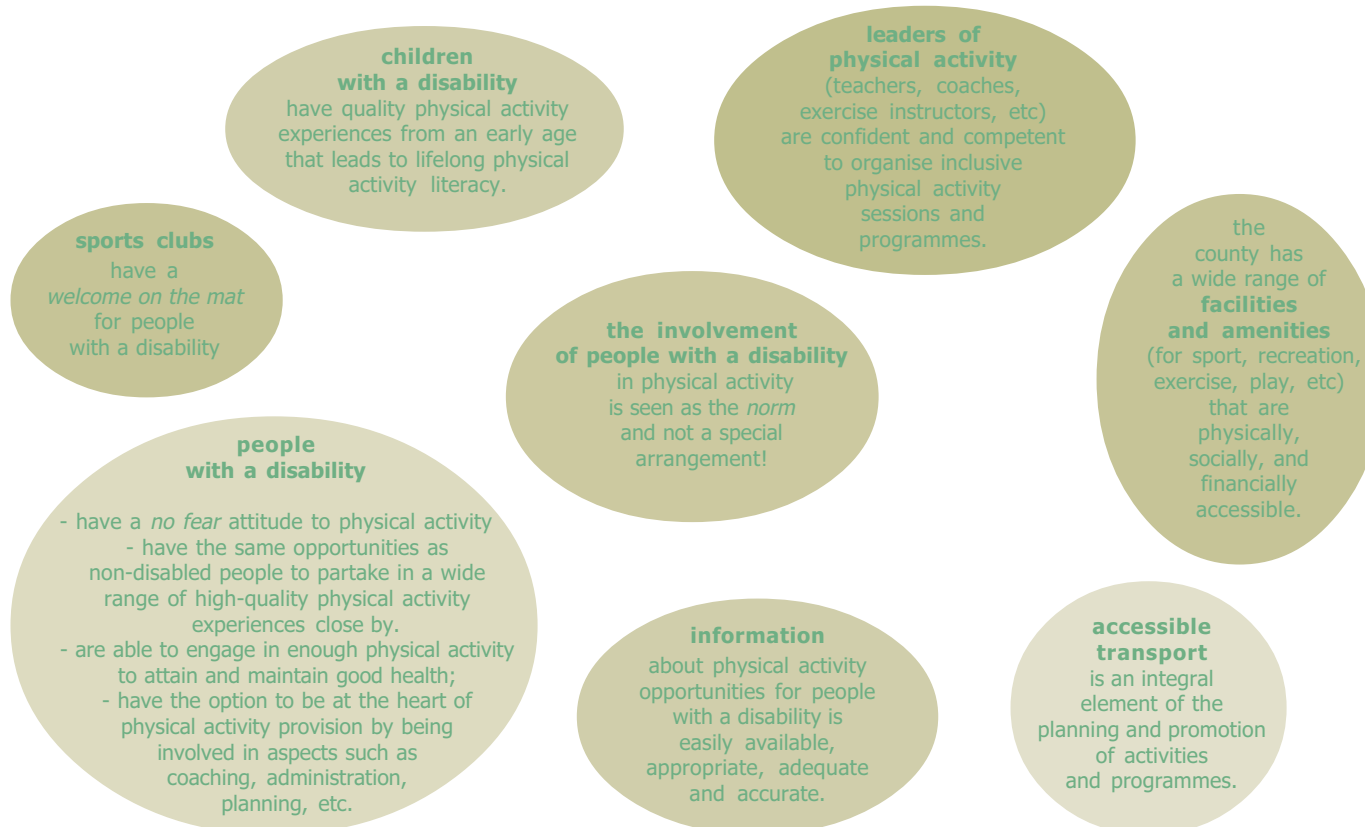 children
with a disability
have quality physical activity
experiences from an early age
that leads to lifelong physical
activity literacy.
leaders of
physical activity
(teachers, coaches,
exercise instructors, etc)
are confident and competent
to organise inclusive
physical activity
sessions and
programmes.
sports clubs
have a
welcome on the mat
for people
with a disability
the involvement
of people with a disability
in physical activity
is seen as the norm
and not a special
arrangement!
the
county has
a wide range of
facilities
and amenities
(for sport, recreation,
exercise, play, etc)
that are
physically,
socially, and
financially
accessible.
people
with a disability
- have a no fear attitude to physical activity
- have the same opportunities as
non-disabled people to partake in a wide
range of high-quality physical activity
experiences close by.
- are able to engage in enough physical activity
to attain and maintain good health;
- have the option to be at the heart of
physical activity provision by being
involved in aspects such as
coaching, administration,
planning, etc.
information
about physical activity
opportunities for people
with a disability is
easily available,
appropriate, adequate
and accurate.
accessible
transport
is an integral
element of the
planning and promotion
of activities
and programmes.